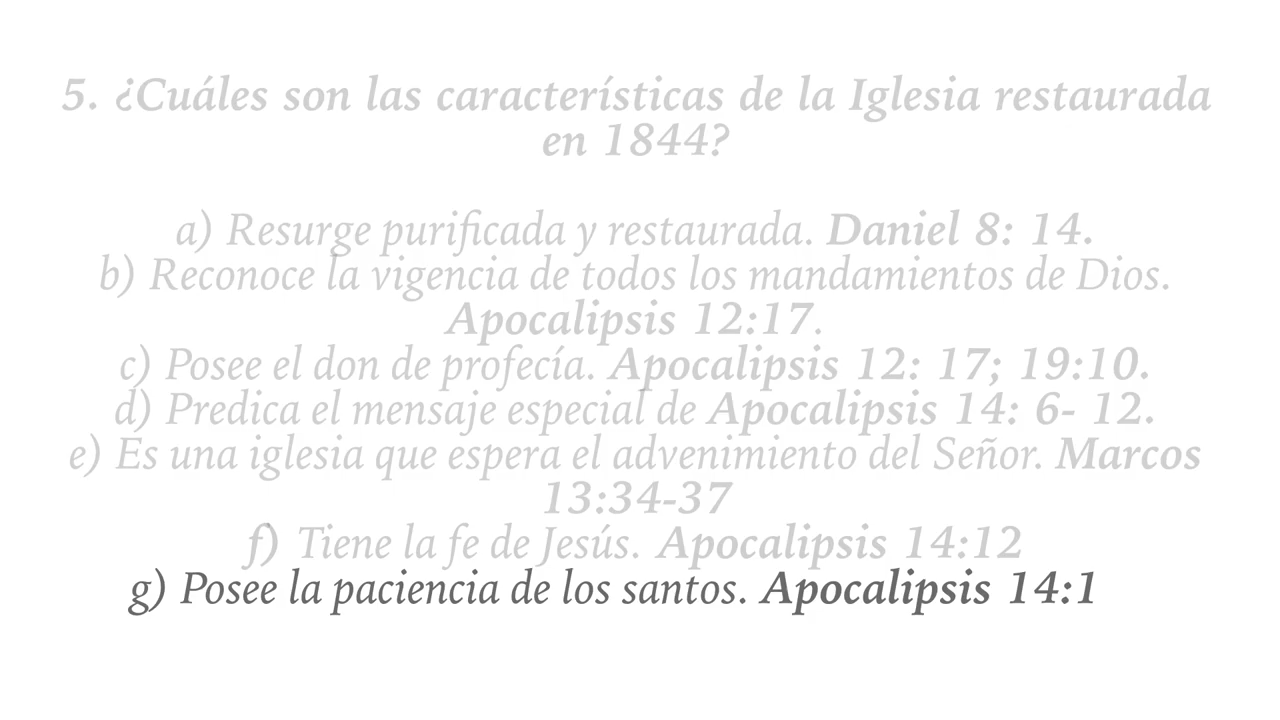 5. ¿Cuáles son las características de la Iglesia restaurada
en 1844?
a) Resurge purificada y restaurada. Daniel 8: 14.
b) Reconoce la vigencia de todos los mandamientos de Dios.
Apocalipsis 12:17.
c) Posee el don de profecía. Apocalipsis 12: 17; 19:10.
d) Predica el mensaje especial de Apocalipsis 14: 6- 12.
e) Es una iglesia que espera el advenimiento del Señor. Marcos
13:34-37
f) Tiene la fe de Jesús. Apocalipsis 14:12
g) Posee la paciencia de los santos. Apocalipsis 14:1